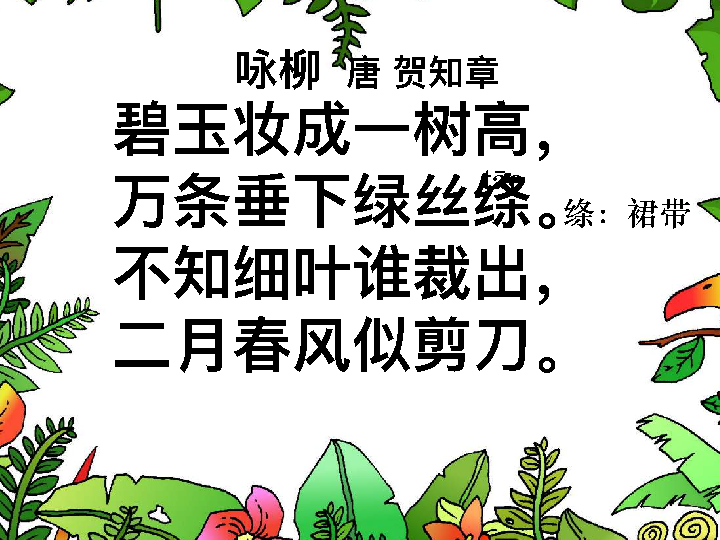 咏柳 唐 贺知章
碧玉妆成一树高，
万条垂下绿丝绦。绦：裙带
不知细叶谁裁出，
二月春风似剪刀。